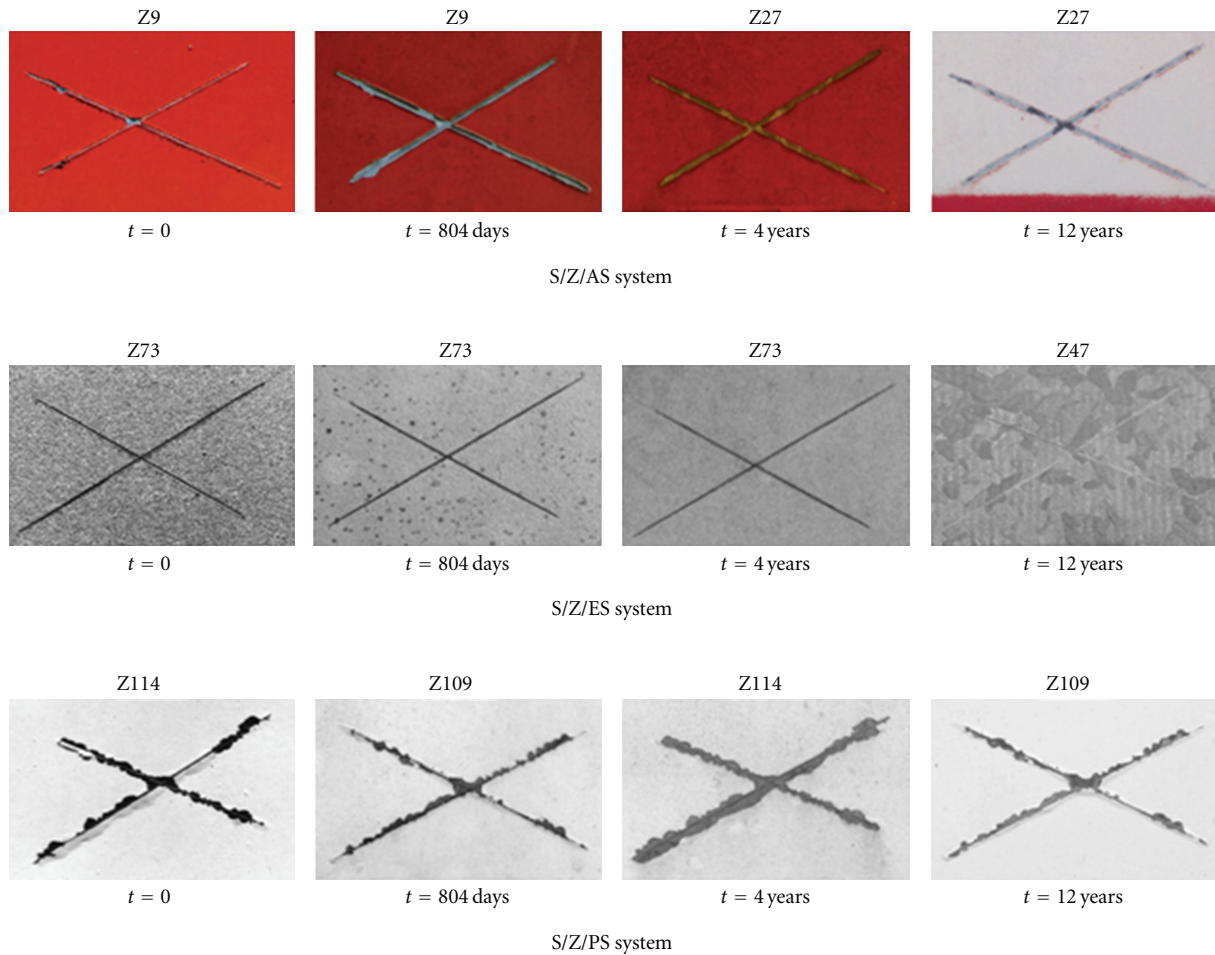 Z9 Z9 Z27 Z27
t = 0 t = 804 days t = 4 years t = 12 years
S/Z/AS system
Z73 Z73 Z73 Z47
t = 0 t = 804 days t = 4 years t = 12 years
S/Z/ES system
Z114 Z109 Z114 Z109
t = 0 t = 804 days t = 4 years t = 12 years
S/Z/PS system